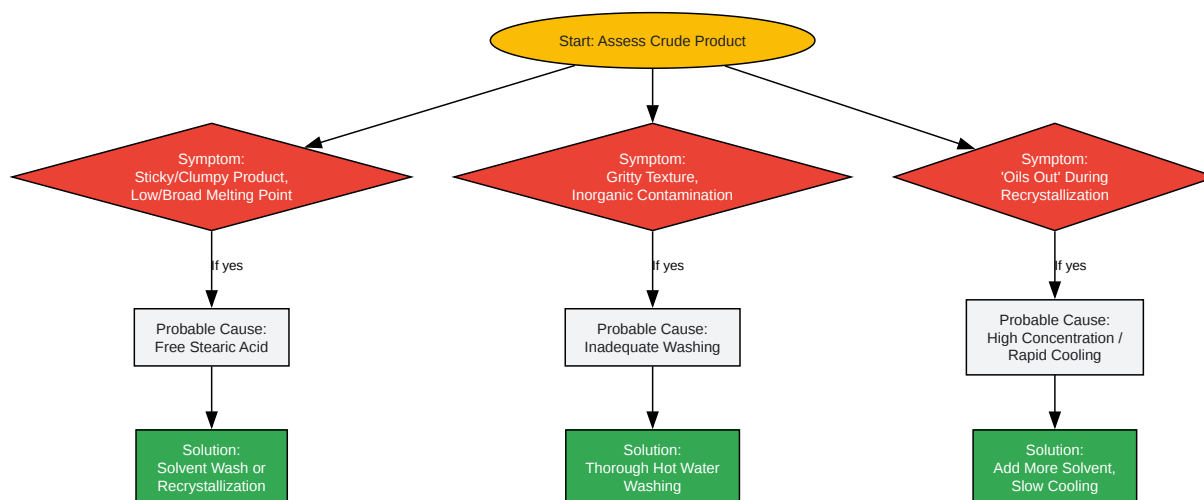 Start: Assess Crude Product
Symptom:
Sticky/Clumpy Product,
Low/Broad Melting Point
Symptom:
Gritty Texture,
Inorganic Contamination
Symptom:
'Oils Out' During
Recrystallization
If yes
If yes
If yes
Probable Cause:
Free Stearic Acid
Probable Cause:
Inadequate Washing
Probable Cause:
High Concentration /
Rapid Cooling
Solution:
Solvent Wash or
Recrystallization
Solution:
Thorough Hot Water
Washing
Solution:
Add More Solvent,
Slow Cooling